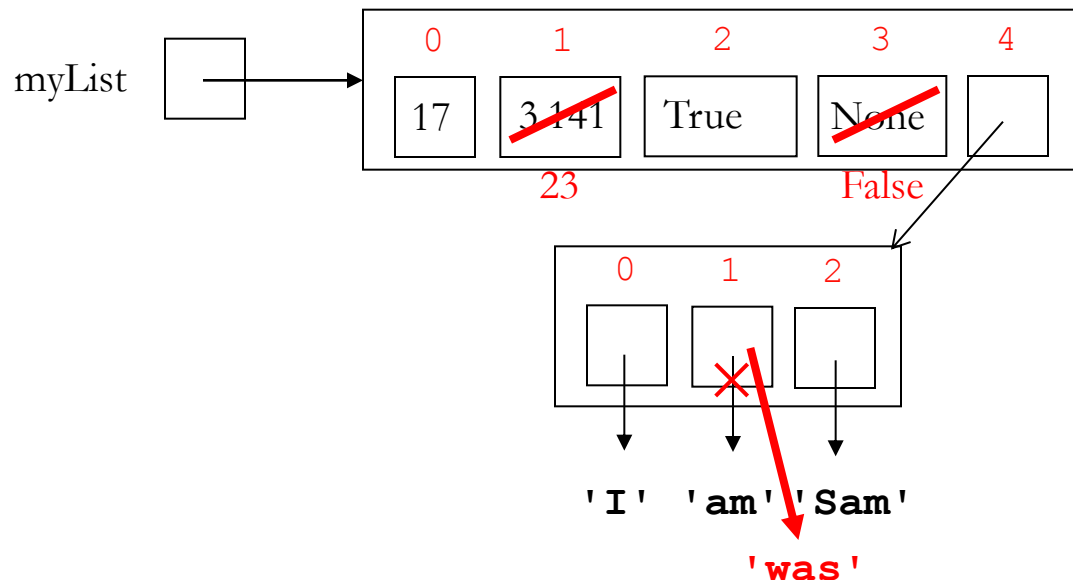 0 1 2 3 4
myList 17 3.141 True None
23 False
0 1 2
'I' 'am' 'Sam'
'was'